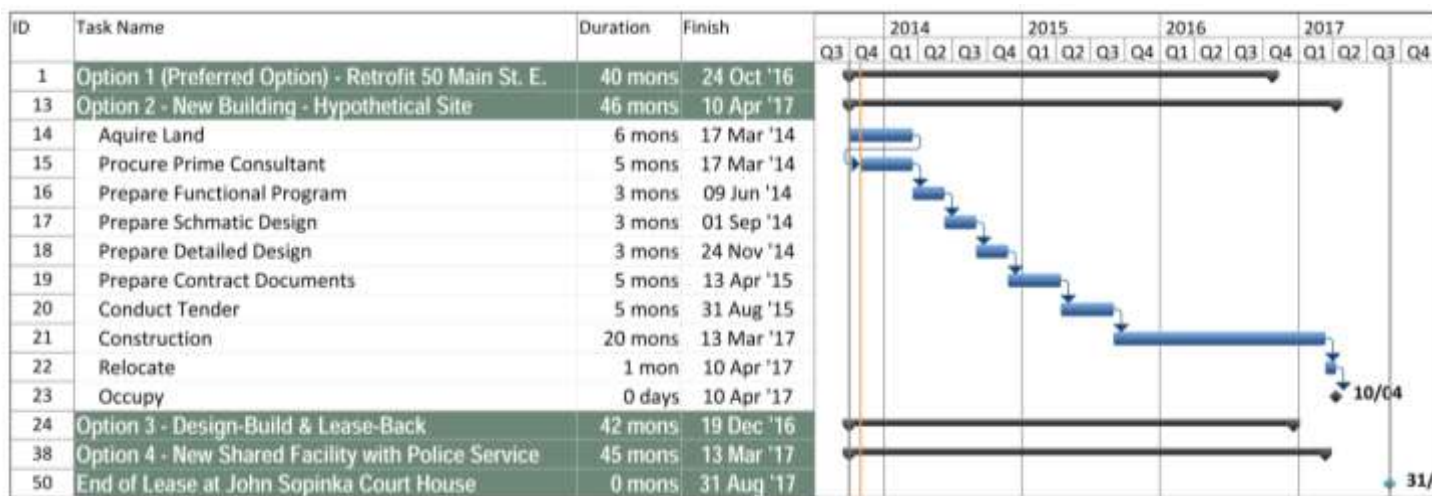 ID Task Name Duration Finish 2014 2015 2016 2017
Q3 Q4 Q1 Q2 Q3 Q4 Q1 Q2 Q3 Q4 Q1 Q2 Q3 Q4 Q1 Q2 Q3 Q4
1 Option 1 (Preferred Option) - Retrofit 50 Main St. E. 40 mons 24 Oct '16
13 Option 2 - New Building - Hypothetical Site 46 mons 10 Apr '17
14 Aquire Land 6 mons 17 Mar '14
15 Procure Prime Consultant 5 mons 17 Mar '14
16 Prepare Functional Program 3 mons 09 Jun '14
17 Prepare Schmatic Design 3 mons 01 Sep '14
18 Prepare Detailed Design 3 mons 24 Nov '14
19 Prepare Contract Documents 5 mons 13 Apr '15
20 Conduct Tender 5 mons 31 Aug '15
21 Construction 20 mons 13 Mar '17
22 Relocate 1 mon 10 Apr '17
23 Occupy 0 days 10 Apr '17 10/04
24 Option 3 - Design-Build & Lease-Back 42 mons 19 Dec '16
38 Option 4 - New Shared Facility with Police Service 45 mons 13 Mar '17
50 End of Lease at John Sopinka Court House 0 mons 31 Aug '17 31/